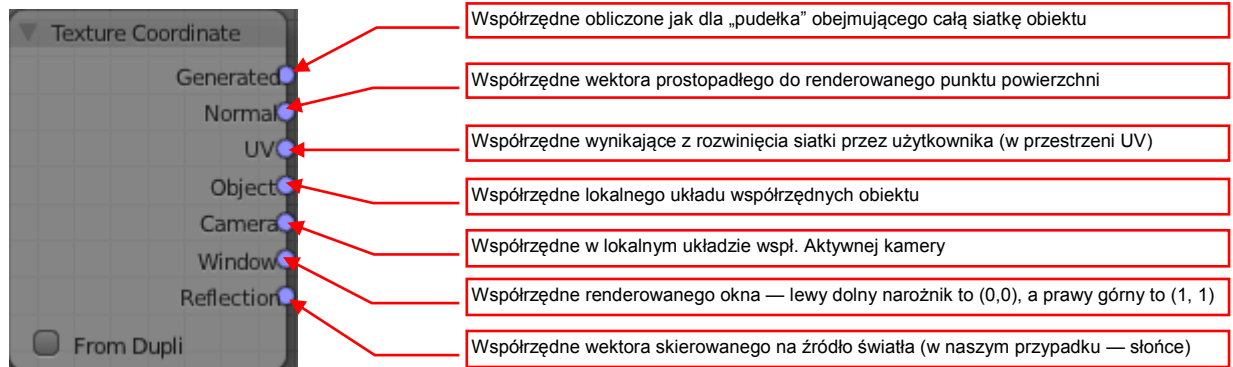 Texture Coordinate
Generated
Normal
UV
Object
Camera
Window
Reflection
From Dupli
Współrzędne obliczone jak dla „pudełka” obejmującego całą siatkę obiektu
Współrzędne wektora prostopadłego do renderowanego punktu powierzchni
Współrzędne wynikające z rozwinięcia siatki przez użytkownika (w przestrzeni UV)
Współrzędne lokalnego układu współrzędnych obiektu
Współrzędne w lokalnym układzie wspł. Aktywnej kamery
Współrzędne renderowanego okna — lewy dolny narożnik to (0,0), a prawy górny to (1, 1)
Współrzędne wektora skierowanego na źródło światła (w naszym przypadku — słońce)